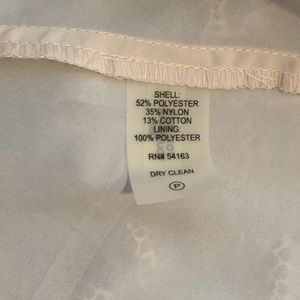 SHELL:
52% POLYESTER
35% NYLON
13% COTTON
LINING:
100% POLYESTER
RN# 54163
DRY CLEAN
P